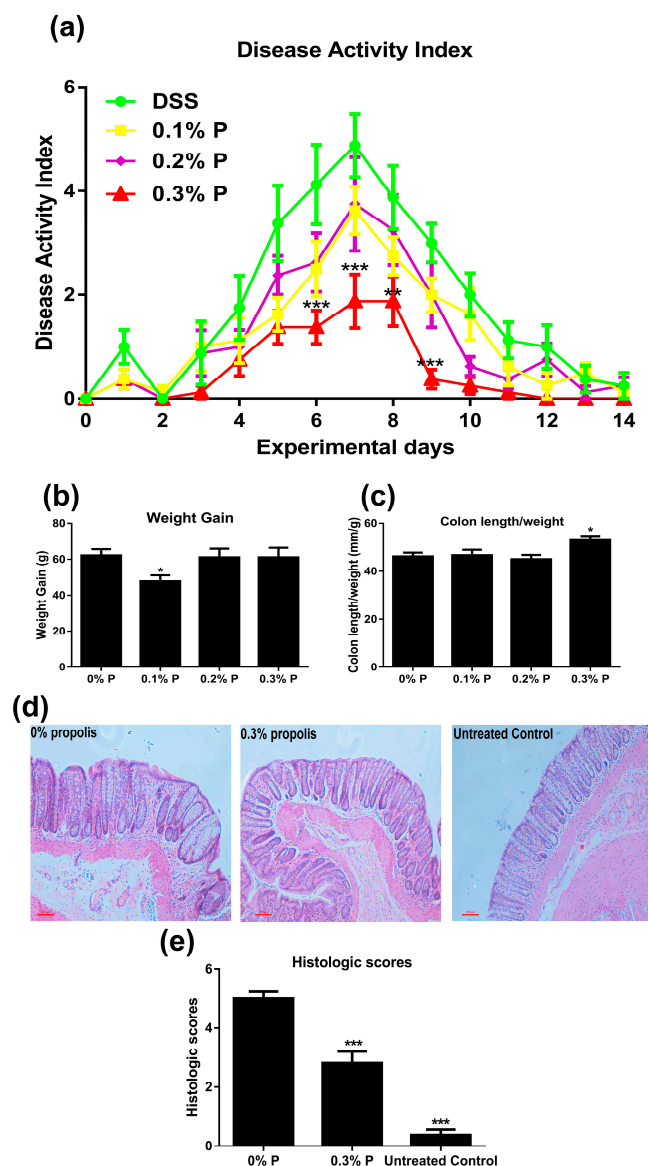 (a)
Disease Activity Index
Disease Activity Index
6
4
2
0
DSS
0.1% P
0.2% P
0.3% P
***
***
**
***
0 2 4 6 8 10 12 14
Experimental days
(b)
Weight Gain
Weight Gain (g)
80
60
40
20
0
*
0% P 0.1% P 0.2% P 0.3% P
(c)
Colon length/weight
Colon length/weight (mm/g)
60
40
20
0
*
0% P 0.1% P 0.2% P 0.3% P
(d)
0% propolis
0.3% propolis
Untreated Control
(e)
Histologic scores
Histologic scores
6
4
2
0
***
***
0% P 0.3% P Untreated Control